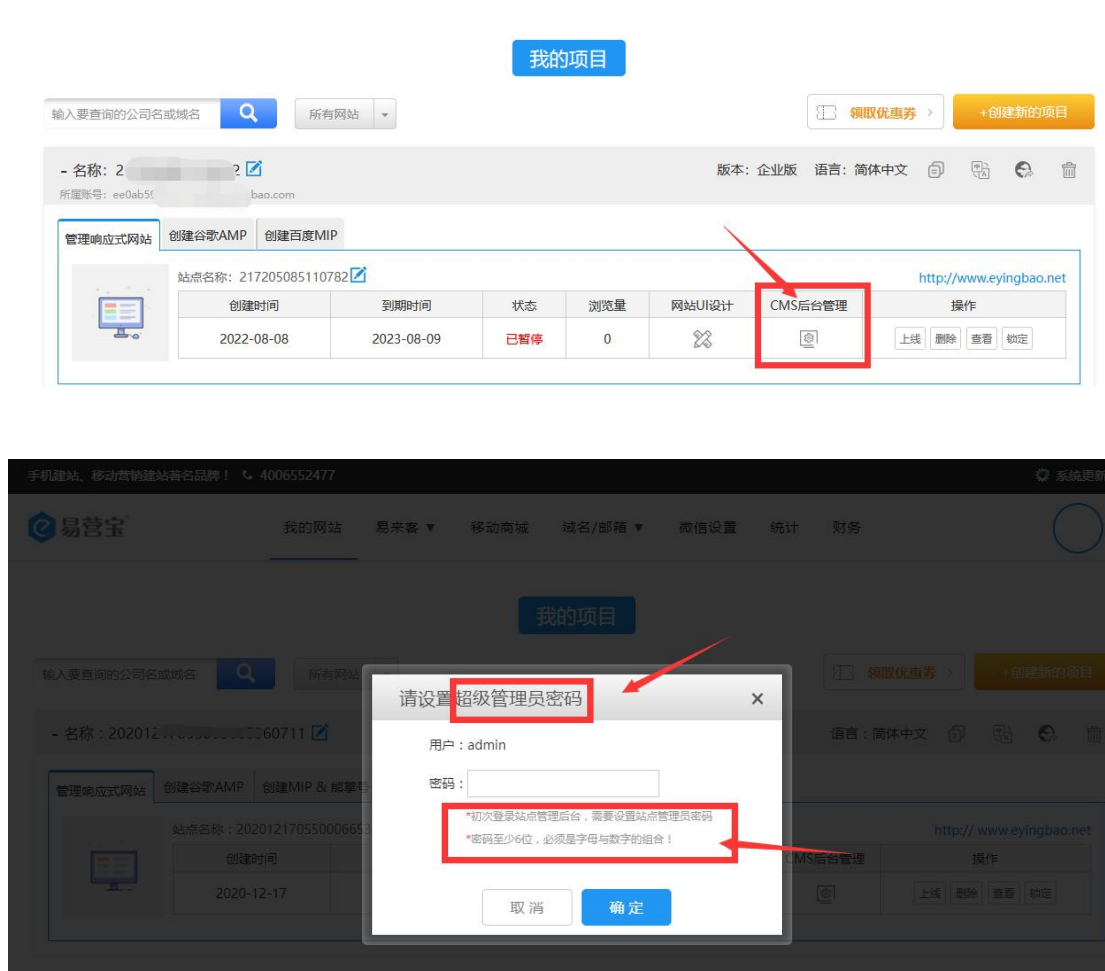 我的项目
输入要查询的公司名或域名
所有网站
领取优惠券 >
+创建新的项目
- 名称：2
版本：企业版 语言：简体中文
所属账号：ee0ab5 bao.com
管理响应式网站 创建谷歌AMP 创建百度MIP
站点名称：217205085110782
http://www.eyingbao.net
创建时间 到期时间 状态 浏览量 网站UI设计 CMS后台管理 操作
2022-08-08 2023-08-09 已暂停 0 上线 删除 查看 锁定
手机建站、移动营销建站著名品牌！ 4006552477 系统更新
易营宝 我的网站 易来客 ▼ 移动商城 域名/邮箱 ▼ 微信设置 统计 财务
我的项目
输入要查询的公司名或域名
所有网站
领取优惠券 >
+创建新的项目
请设置超级管理员密码 ×
- 名称：202012 60711
语言：简体中文
用户：admin
密码：
管理响应式网站 创建谷歌AMP 创建MIP & 熊掌号
*初次登录站点管理后台，需要设置站点管理员密码
*密码至少6位，必须是字母与数字的组合！
站点名称：202012170550006653
http://www.eyingbao.net
创建时间 CMS后台管理 操作
2020-12-17 上线 删除 查看 锁定
取消 确定